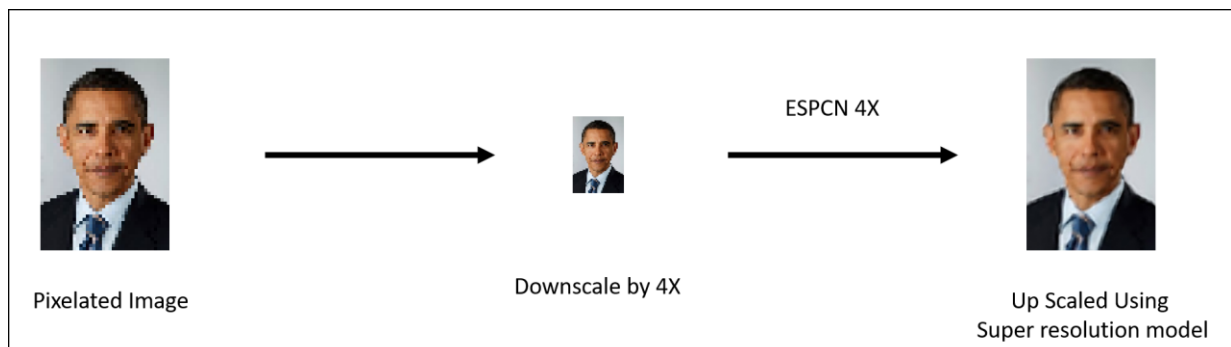 Pixelated Image
Downscale by 4X
ESPCN 4X
Up Scaled Using
Super resolution model